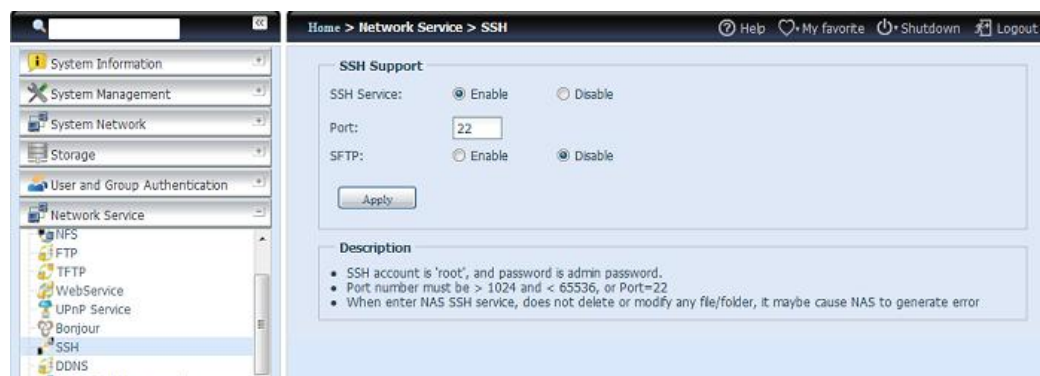 Home > Network Service > SSH
Help My favorite Shutdown Logout
System Information
System Management
System Network
Storage
User and Group Authentication
Network Service
NFS
FTP
TFTP
WebService
UPnP Service
Bonjour
SSH
DDNS
SSH Support
SSH Service: Enable Disable
Port: 22
SFTP: Enable Disable
Apply
Description
SSH account is 'root', and password is admin password.
Port number must be > 1024 and < 65536, or Port=22
When enter NAS SSH service, does not delete or modify any file/folder, it maybe cause NAS to generate error